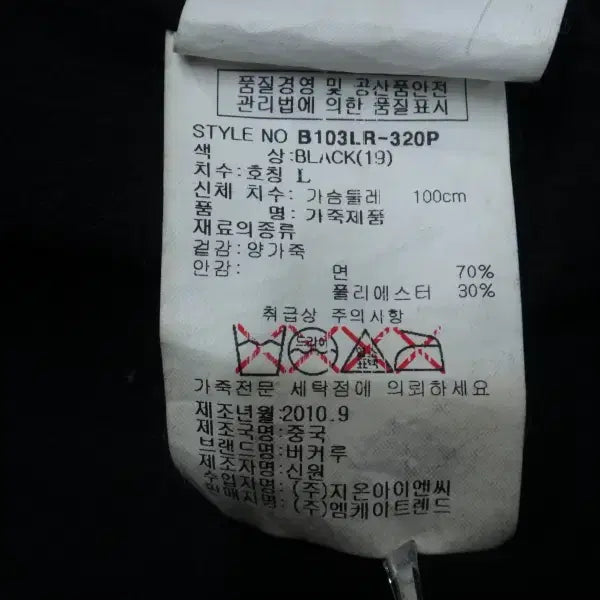 품질경영 및 공산품안전
관리법에 의한 품질표시
STYLE NO B103LR-320P
색 상:BLACK(19)
치수:호칭 L
신체 치수: 가슴둘레 100cm
품 명: 가죽제품
재료의종류
겉감:양가죽
안감: 면 70%
폴리에스터 30%
취급상 주의사항
드라이
표백
가죽전문 세탁점에 의뢰하세요
제조년월:2010.9
제조국명:중국
브랜드명:버커루
제조자명:신원
수입자명:(주)지온아이앤씨
판매자명:(주)엠케이트렌드